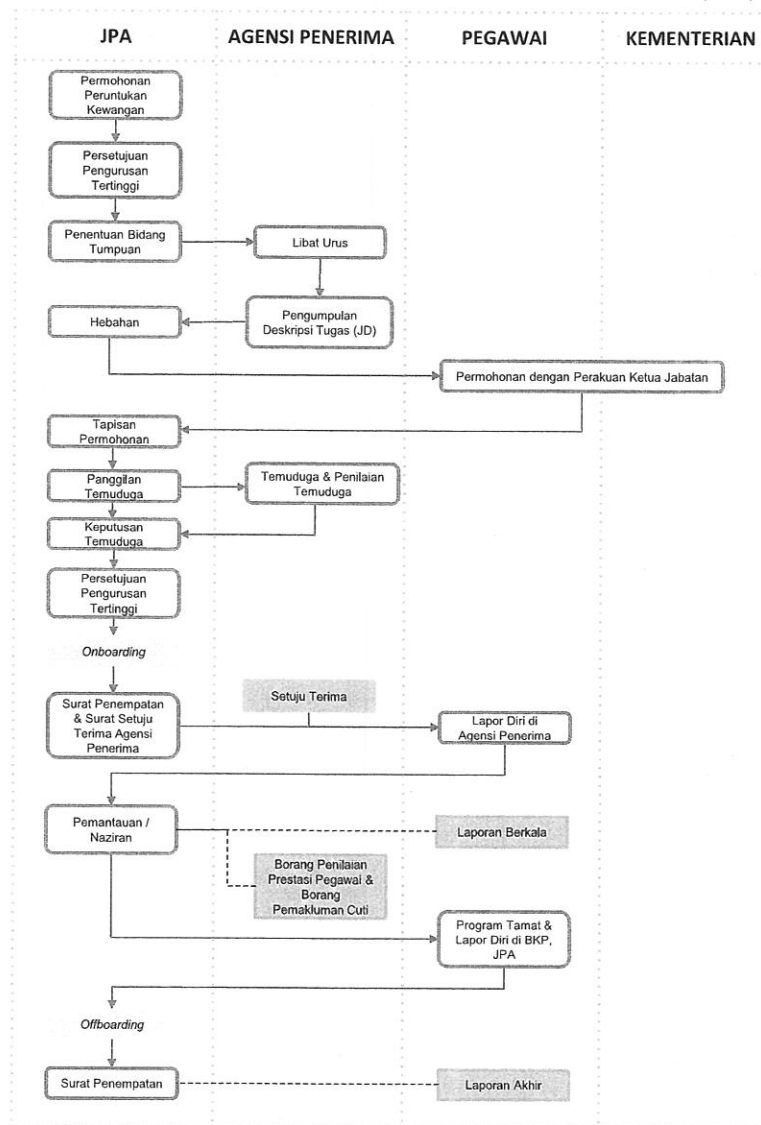 JPA
AGENSI PENERIMA
PEGAWAI
KEMENTERIAN
Permohonan
Peruntukan
Kewangan
Persetujuan
Pengurusan
Tertinggi
Penentuan Bidang
Tumpuan
Libat Urus
Pengumpulan
Deskripsi Tugas (JD)
Hebahan
Permohonan dengan Perakuan Ketua Jabatan
Tapisan
Permohonan
Panggilan
Temuduga
Temuduga & Penilaian
Temuduga
Keputusan
Temuduga
Persetujuan
Pengurusan
Tertinggi
Onboarding
Setuju Terima
Surat Penempatan
& Surat Setuju
Terima Agensi
Penerima
Lapor Diri di
Agensi Penerima
Pemantauan /
Naziran
Laporan Berkala
Borang Penilaian
Prestasi Pegawai &
Borang
Pemakluman Cuti
Program Tamat &
Lapor Diri di BKP,
JPA
Offboarding
Surat Penempatan
Laporan Akhir